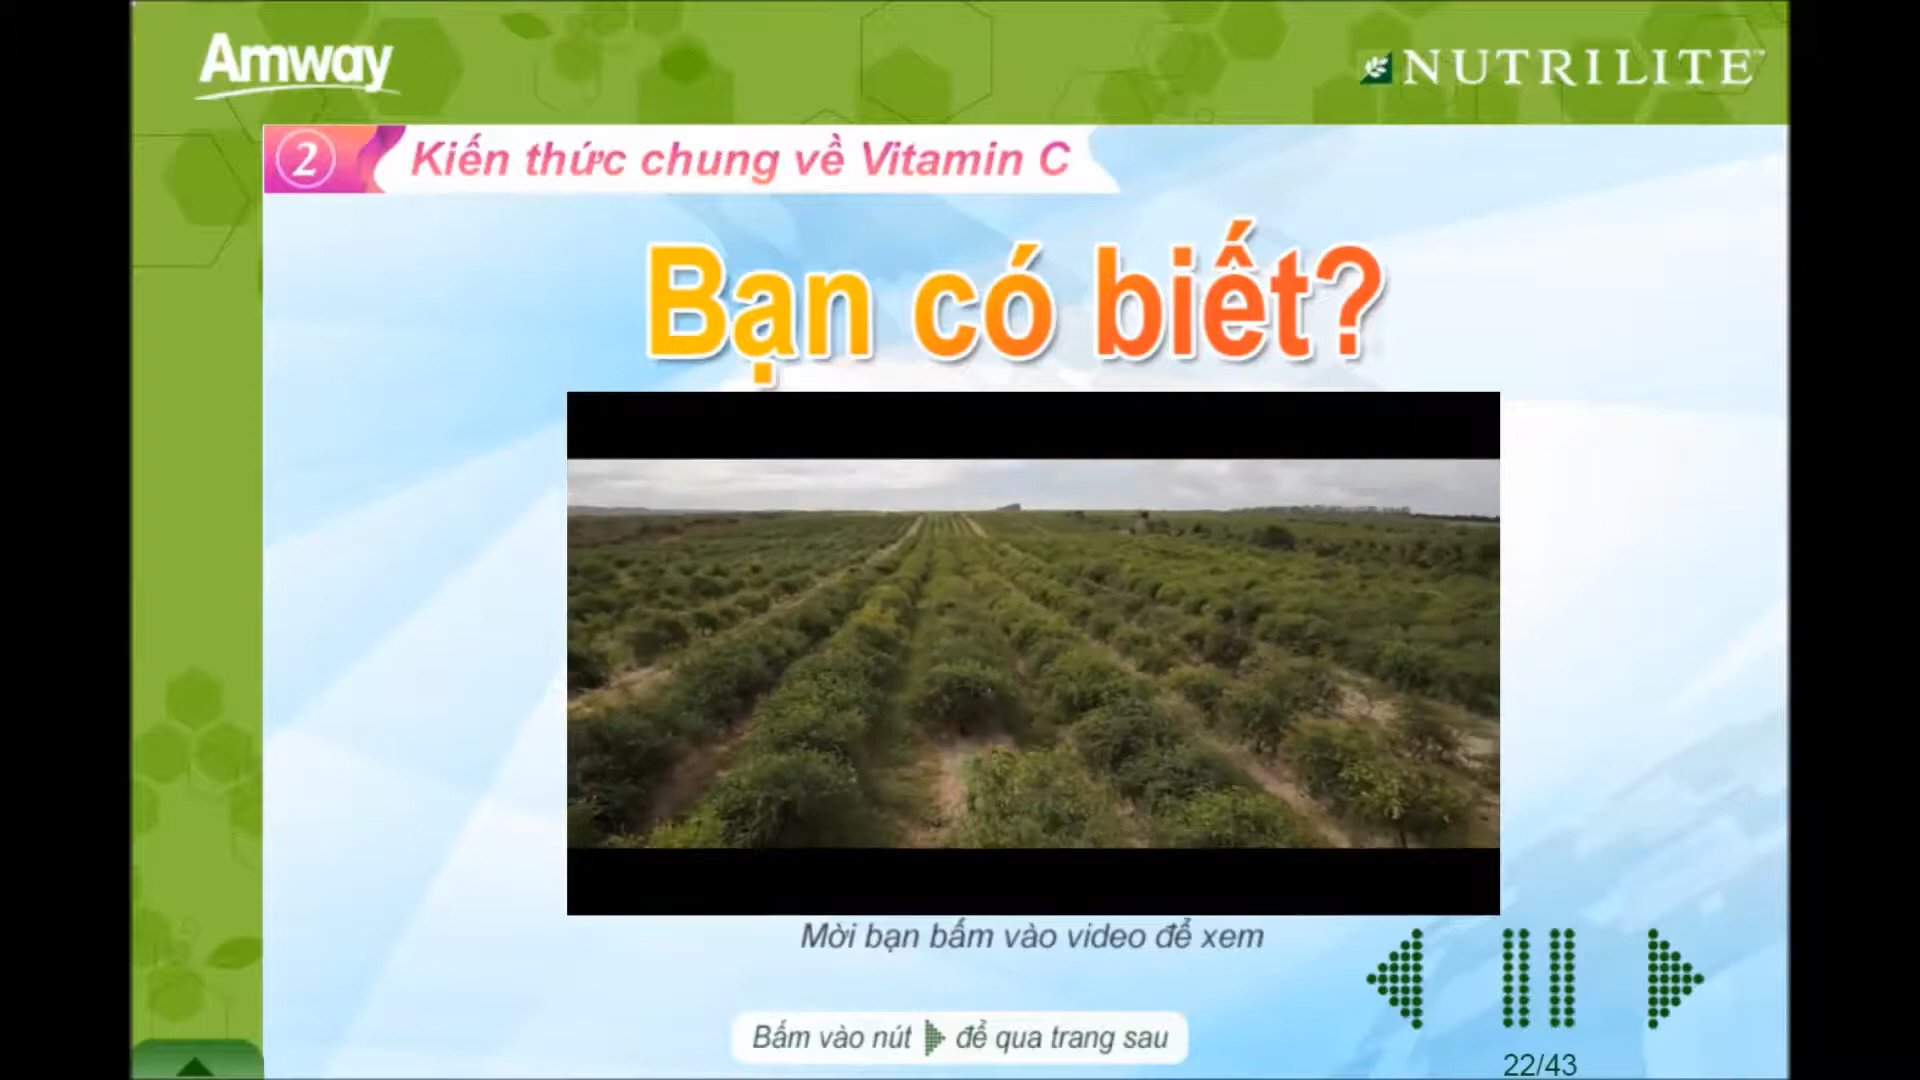 Amway
NUTRILITE™
2 Kiến thức chung về Vitamin C
Bạn có biết?
Mời bạn bấm vào video để xem
Bấm vào nút để qua trang sau
22/43